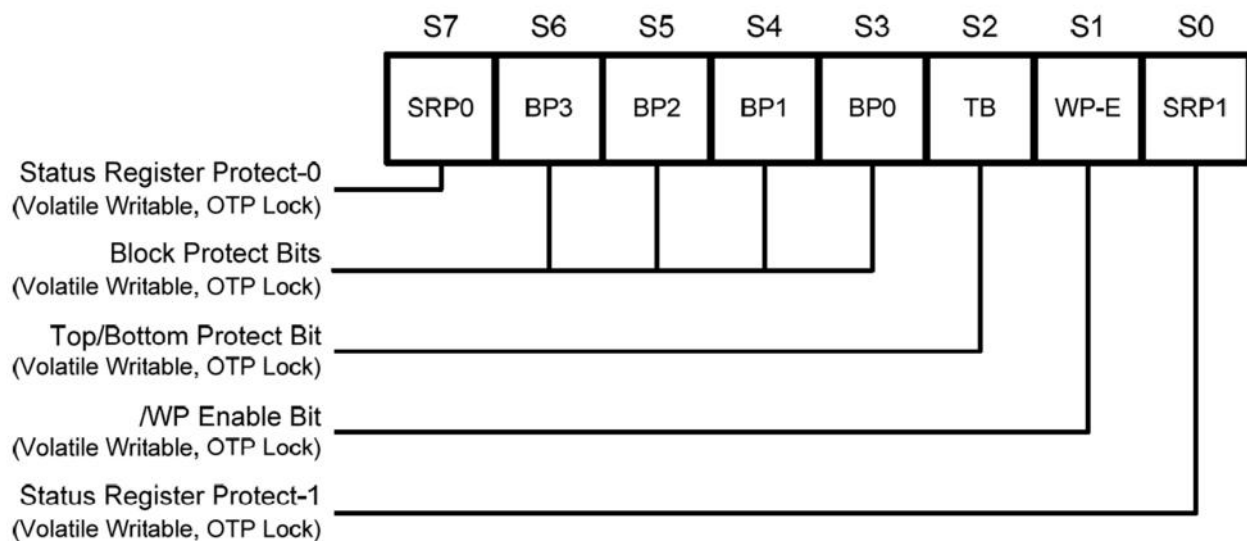 S7 S6 S5 S4 S3 S2 S1 S0
SRP0 BP3 BP2 BP1 BP0 TB WP-E SRP1
Status Register Protect-0
(Volatile Writable, OTP Lock)
Block Protect Bits
(Volatile Writable, OTP Lock)
Top/Bottom Protect Bit
(Volatile Writable, OTP Lock)
/WP Enable Bit
(Volatile Writable, OTP Lock)
Status Register Protect-1
(Volatile Writable, OTP Lock)